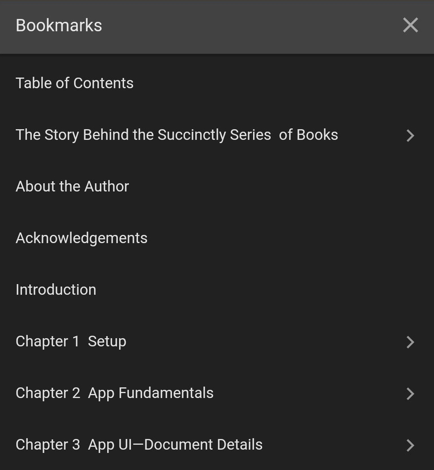 Bookmarks
Table of Contents
The Story Behind the Succinctly Series  of Books
About the Author
Acknowledgements
Introduction
Chapter 1  Setup
Chapter 2  App Fundamentals
Chapter 3  App UI—Document Details